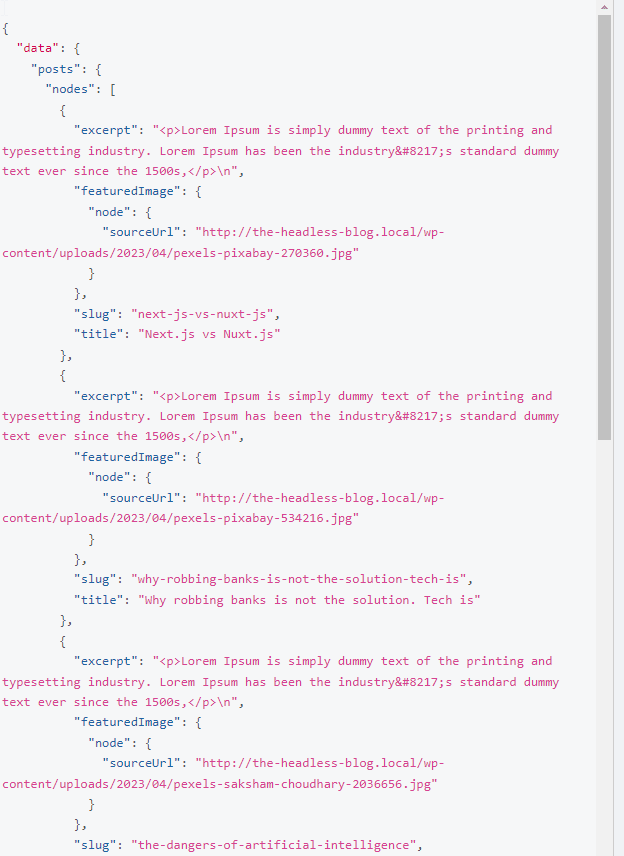 {
  "data": {
    "posts": {
      "nodes": [
        {
          "excerpt": "<p>Lorem Ipsum is simply dummy text of the printing and
typesetting industry. Lorem Ipsum has been the industry&#8217;s standard dummy
text ever since the 1500s,</p>\n",
          "featuredImage": {
            "node": {
              "sourceUrl": "http://the-headless-blog.local/wp-
content/uploads/2023/04/pexels-pixabay-270360.jpg"
            }
          },
          "slug": "next-js-vs-nuxt-js",
          "title": "Next.js vs Nuxt.js"
        },
        {
          "excerpt": "<p>Lorem Ipsum is simply dummy text of the printing and
typesetting industry. Lorem Ipsum has been the industry&#8217;s standard dummy
text ever since the 1500s,</p>\n",
          "featuredImage": {
            "node": {
              "sourceUrl": "http://the-headless-blog.local/wp-
content/uploads/2023/04/pexels-pixabay-534216.jpg"
            }
          },
          "slug": "why-robbing-banks-is-not-the-solution-tech-is",
          "title": "Why robbing banks is not the solution. Tech is"
        },
        {
          "excerpt": "<p>Lorem Ipsum is simply dummy text of the printing and
typesetting industry. Lorem Ipsum has been the industry&#8217;s standard dummy
text ever since the 1500s,</p>\n",
          "featuredImage": {
            "node": {
              "sourceUrl": "http://the-headless-blog.local/wp-
content/uploads/2023/04/pexels-saksham-choudhary-2036656.jpg"
            }
          },
          "slug": "the-dangers-of-artificial-intelligence",